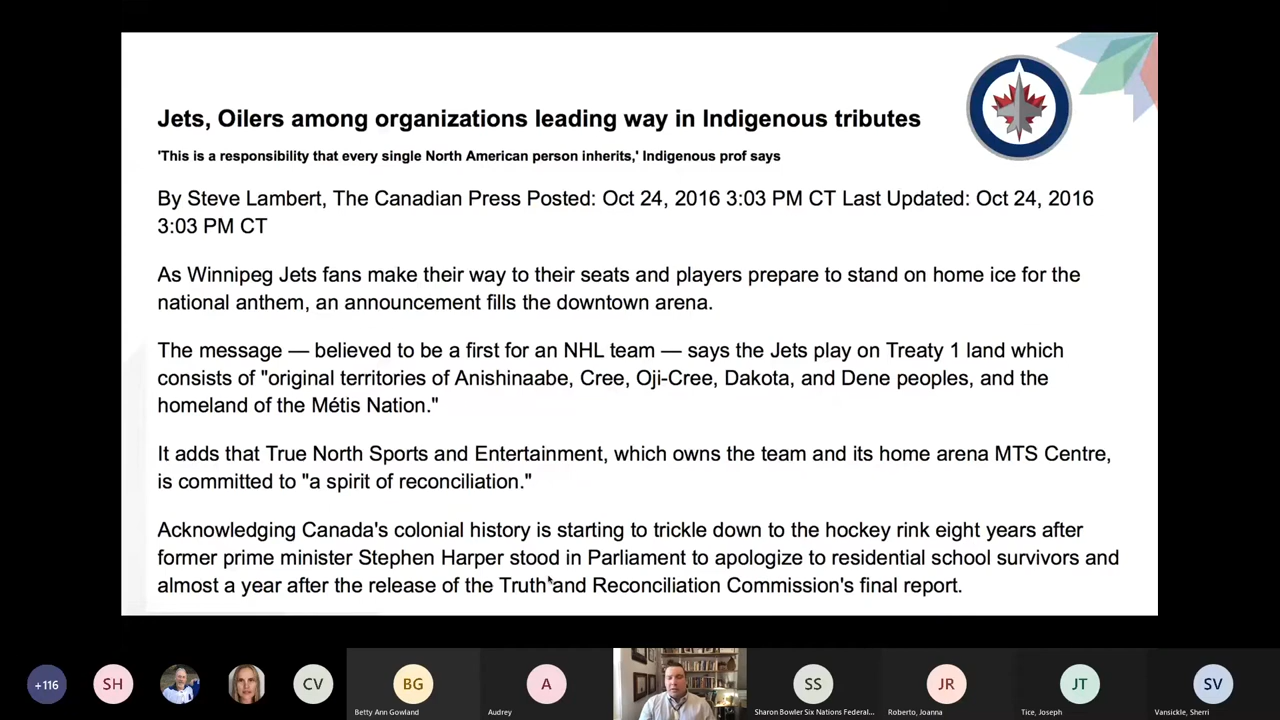 Jets, Oilers among organizations leading way in Indigenous tributes
'This is a responsibility that every single North American person inherits,' Indigenous prof says
By Steve Lambert, The Canadian Press Posted: Oct 24, 2016 3:03 PM CT Last Updated: Oct 24, 2016
3:03 PM CT
As Winnipeg Jets fans make their way to their seats and players prepare to stand on home ice for the
national anthem, an announcement fills the downtown arena.
The message — believed to be a first for an NHL team — says the Jets play on Treaty 1 land which
consists of "original territories of Anishinaabe, Cree, Oji-Cree, Dakota, and Dene peoples, and the
homeland of the Métis Nation."
It adds that True North Sports and Entertainment, which owns the team and its home arena MTS Centre,
is committed to "a spirit of reconciliation."
Acknowledging Canada's colonial history is starting to trickle down to the hockey rink eight years after
former prime minister Stephen Harper stood in Parliament to apologize to residential school survivors and
almost a year after the release of the Truth and Reconciliation Commission's final report.
+116 SH CV BG A SS JR JT SV
Betty Ann Gowland Audrey Sharon Bowler Six Nations Federal... Roberto, Joanna Tice, Joseph Vansickle, Sherri